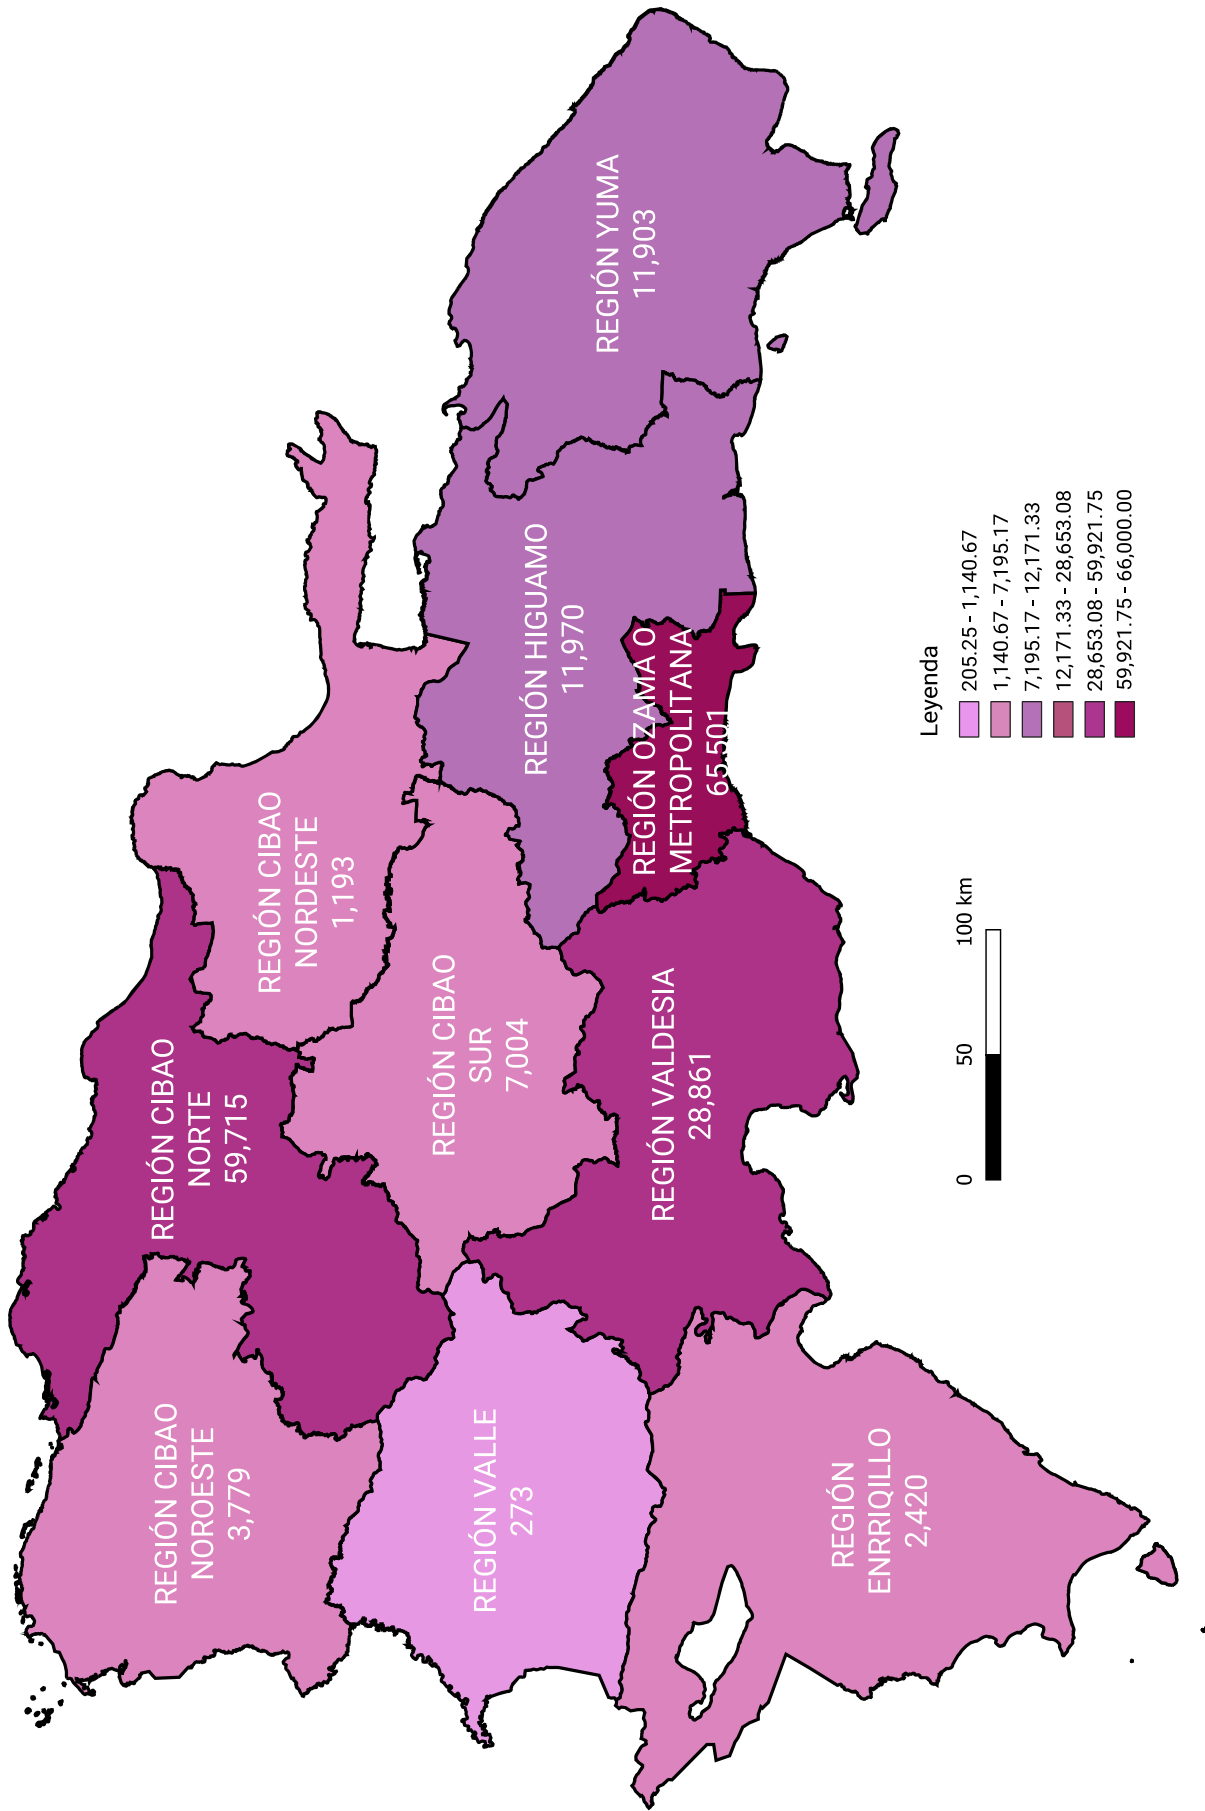 REGIÓN CIBAO
NOROESTE
3,779
REGIÓN CIBAO
NORTE
59,715
REGIÓN CIBAO
NORDESTE
1,193
REGIÓN VALLE
273
REGIÓN CIBAO
SUR
7,004
REGIÓN HIGUAMO
11,970
REGIÓN YUMA
11,903
REGIÓN VALDESIA
28,861
REGIÓN OZAMA O
METROPOLITANA
65,501
REGIÓN
ENRRIQILLO
2,420
0 50 100 km
Leyenda
205.25 - 1,140.67
1,140.67 - 7,195.17
7,195.17 - 12,171.33
12,171.33 - 28,653.08
28,653.08 - 59,921.75
59,921.75 - 66,000.00